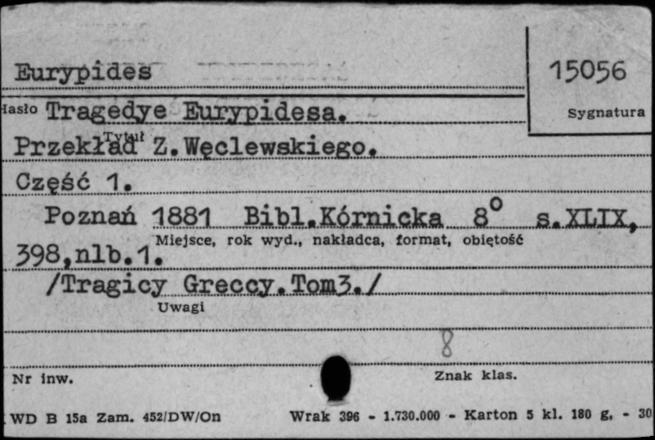 Eurypides 15056
Hasło Tragedye Eurypidesa. Sygnatura
Tytuł
Przekład Z.Węclewskiego.
Część 1.
Poznań 1881 Bibl.Kórnicka 8° s.XLIX,
Miejsce, rok wyd., nakładca, format, objętość
398,nlb.1.
/Tragicy Greccy.Tom3./
Uwagi
8
Nr inw. Znak klas.
WD B 15a Zam. 452/DW/On Wrak 396 - 1.730.000 - Karton 5 kl. 180 g. - 30